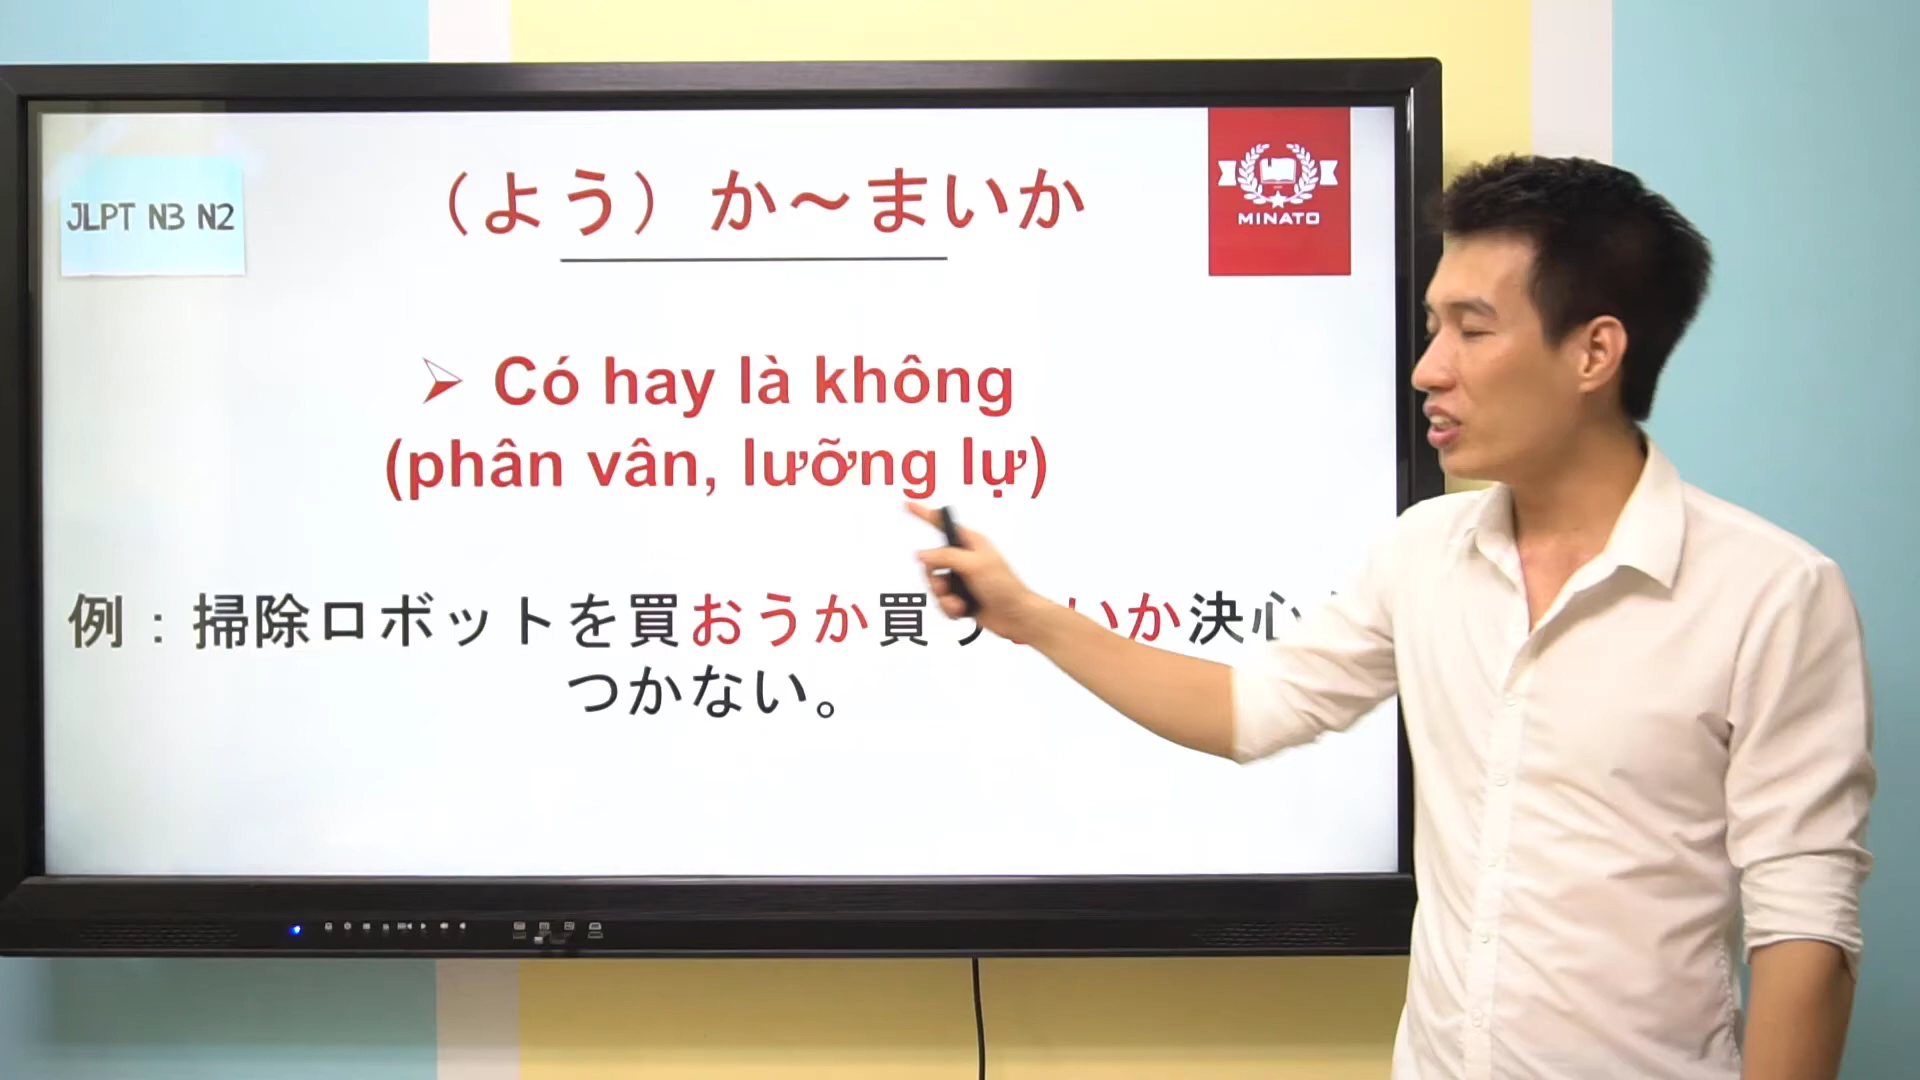 JLPT N3 N2
（よう）か～まいか
MINATO
Có hay là không
(phân vân, lưỡng lự)
例：掃除ロボットを買おうか買う いか決心
つかない。